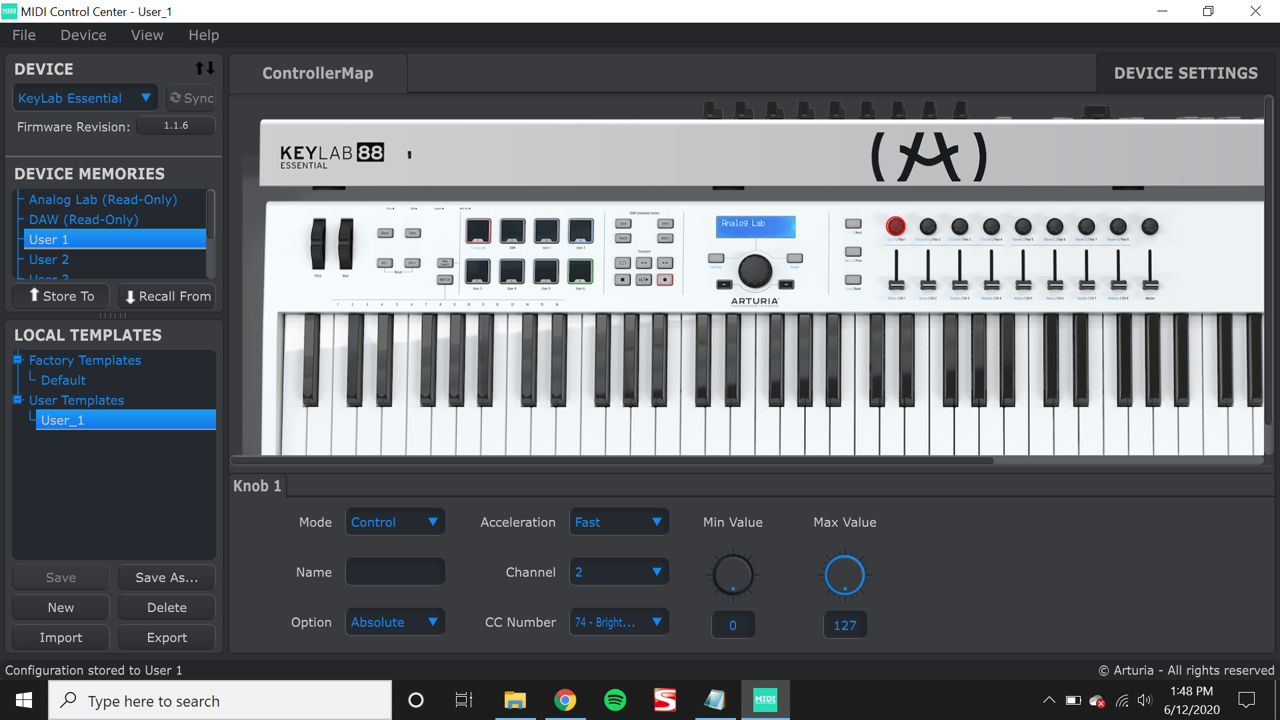 MIDI Control Center - User_1
File Device View Help
DEVICE
KeyLab Essential
Sync
Firmware Revision: 1.1.6
DEVICE MEMORIES
Analog Lab (Read-Only)
DAW (Read-Only)
User 1
User 2
User 3
Store To
Recall From
LOCAL TEMPLATES
Factory Templates
Default
User Templates
User_1
Save
Save As...
New
Delete
Import
Export
ControllerMap
DEVICE SETTINGS
KEYLAB 88
ESSENTIAL
Analog Lab
ARTURIA
Knob 1
Mode Control
Acceleration Fast
Min Value
Max Value
Name
Channel 2
Option Absolute
CC Number 74 - Bright...
0
127
Configuration stored to User 1
© Arturia - All rights reserved
Type here to search
MIDI
1:48 PM
6/12/2020